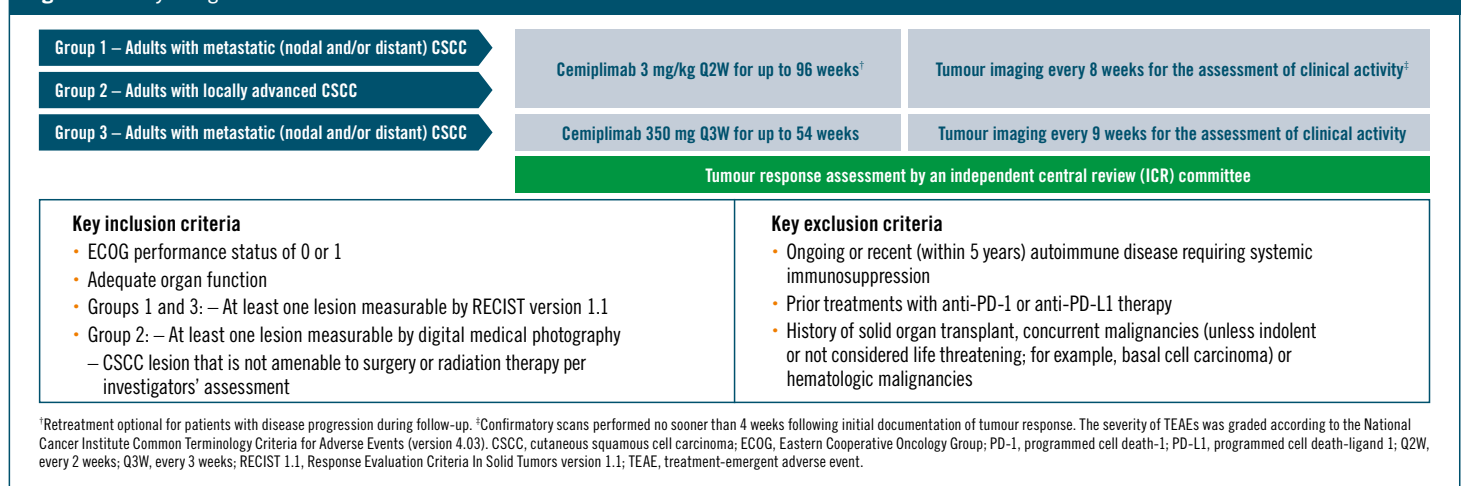 Group 1 – Adults with metastatic (nodal and/or distant) CSCC
Group 2 – Adults with locally advanced CSCC
Cemiplimab 3 mg/kg Q2W for up to 96 weeks†
Tumour imaging every 8 weeks for the assessment of clinical activity‡
Group 3 – Adults with metastatic (nodal and/or distant) CSCC
Cemiplimab 350 mg Q3W for up to 54 weeks
Tumour imaging every 9 weeks for the assessment of clinical activity
Tumour response assessment by an independent central review (ICR) committee
Key inclusion criteria
• ECOG performance status of 0 or 1
• Adequate organ function
• Groups 1 and 3: – At least one lesion measurable by RECIST version 1.1
• Group 2: – At least one lesion measurable by digital medical photography
– CSCC lesion that is not amenable to surgery or radiation therapy per
investigators’ assessment
Key exclusion criteria
• Ongoing or recent (within 5 years) autoimmune disease requiring systemic
immunosuppression
• Prior treatments with anti-PD-1 or anti-PD-L1 therapy
• History of solid organ transplant, concurrent malignancies (unless indolent
or not considered life threatening; for example, basal cell carcinoma) or
hematologic malignancies
†Retreatment optional for patients with disease progression during follow-up. ‡Confirmatory scans performed no sooner than 4 weeks following initial documentation of tumour response. The severity of TEAEs was graded according to the National
Cancer Institute Common Terminology Criteria for Adverse Events (version 4.03). CSCC, cutaneous squamous cell carcinoma; ECOG, Eastern Cooperative Oncology Group; PD-1, programmed cell death-1; PD-L1, programmed cell death-ligand 1; Q2W,
every 2 weeks; Q3W, every 3 weeks; RECIST 1.1, Response Evaluation Criteria In Solid Tumors version 1.1; TEAE, treatment-emergent adverse event.